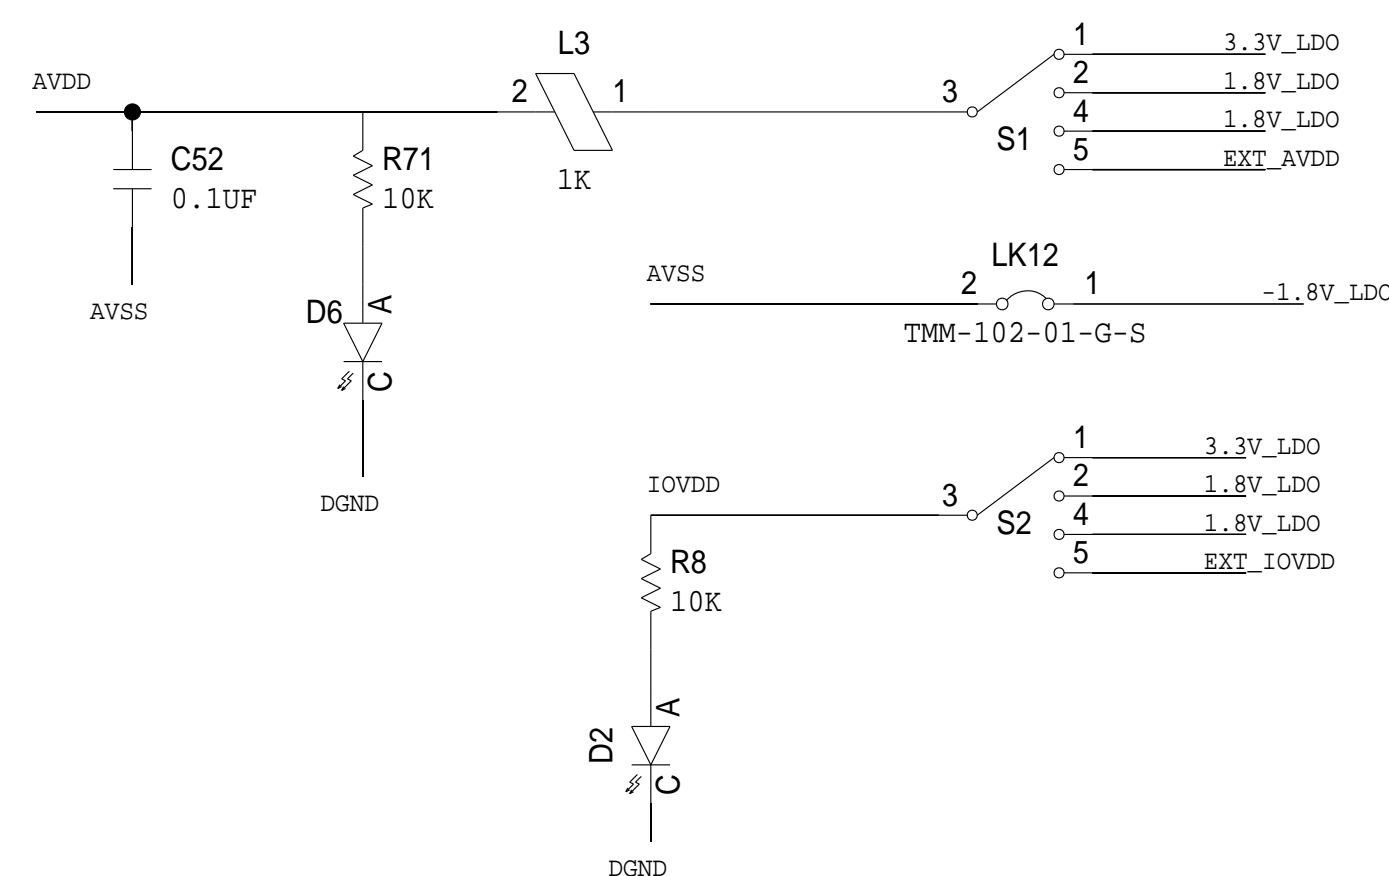 L3
AVDD
2
1
1K
C52
0.1UF
AVSS
R71
10K
D6
A
C
DGND
3
S1
1
3.3V_LDO
2
1.8V_LDO
4
1.8V_LDO
5
EXT_AVDD
AVSS
LK12
2
1
-1.8V_LDO
TMM-102-01-G-S
IOVDD
3
S2
1
3.3V_LDO
2
1.8V_LDO
4
1.8V_LDO
5
EXT_IOVDD
R8
10K
D2
A
C
DGND